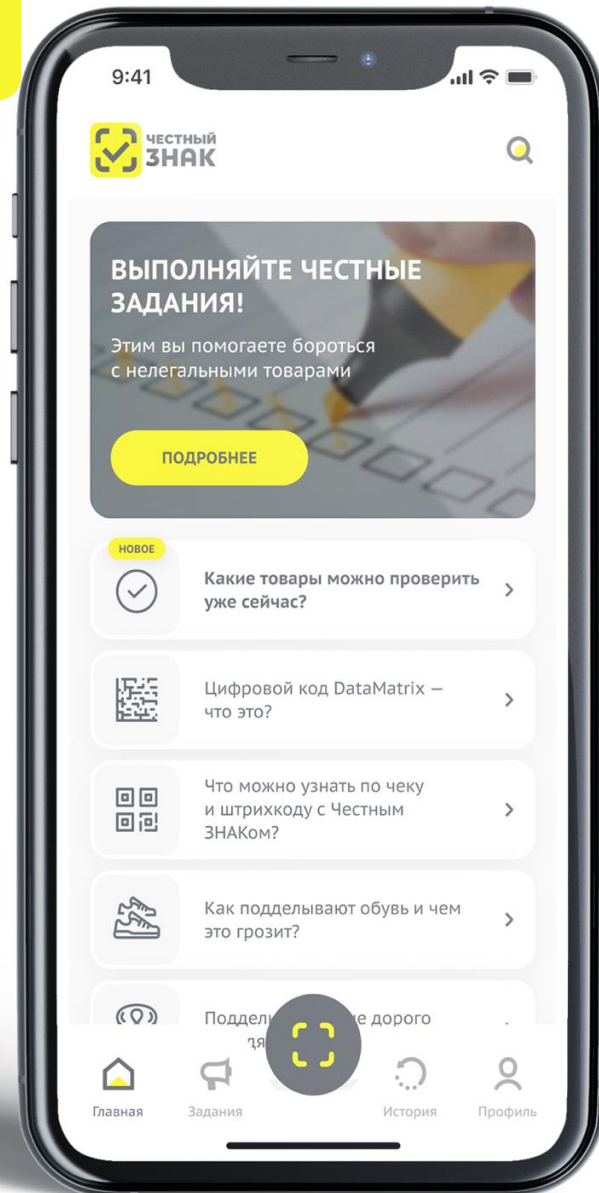 9:41
ЧЕСТНЫЙ
ЗНАК
ВЫПОЛНЯЙТЕ ЧЕСТНЫЕ
ЗАДАНИЯ!
Этим вы помогаете бороться
с нелегальными товарами
ПОДРОБНЕЕ
НОВОЕ
Какие товары можно проверить
уже сейчас?
Цифровой код DataMatrix —
что это?
Что можно узнать по чеку
и штрихкоду с Честным
ЗНАКом?
Как подделывают обувь и чем
это грозит?
дорого
Главная
Задания
История
Профиль